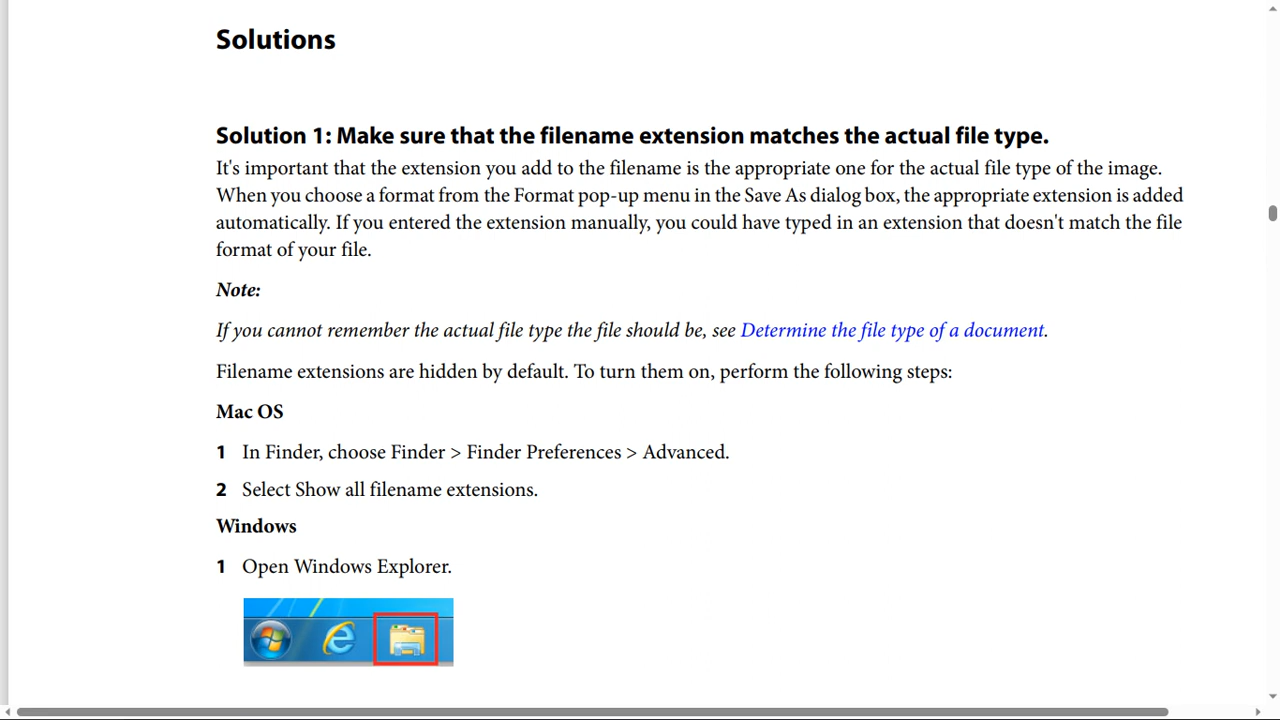 Solutions
Solution 1: Make sure that the filename extension matches the actual file type.
It's important that the extension you add to the filename is the appropriate one for the actual file type of the image.
When you choose a format from the Format pop-up menu in the Save As dialog box, the appropriate extension is added
automatically. If you entered the extension manually, you could have typed in an extension that doesn't match the file
format of your file.
Note:
If you cannot remember the actual file type the file should be, see Determine the file type of a document.
Filename extensions are hidden by default. To turn them on, perform the following steps:
Mac OS
1 In Finder, choose Finder > Finder Preferences > Advanced.
2 Select Show all filename extensions.
Windows
1 Open Windows Explorer.